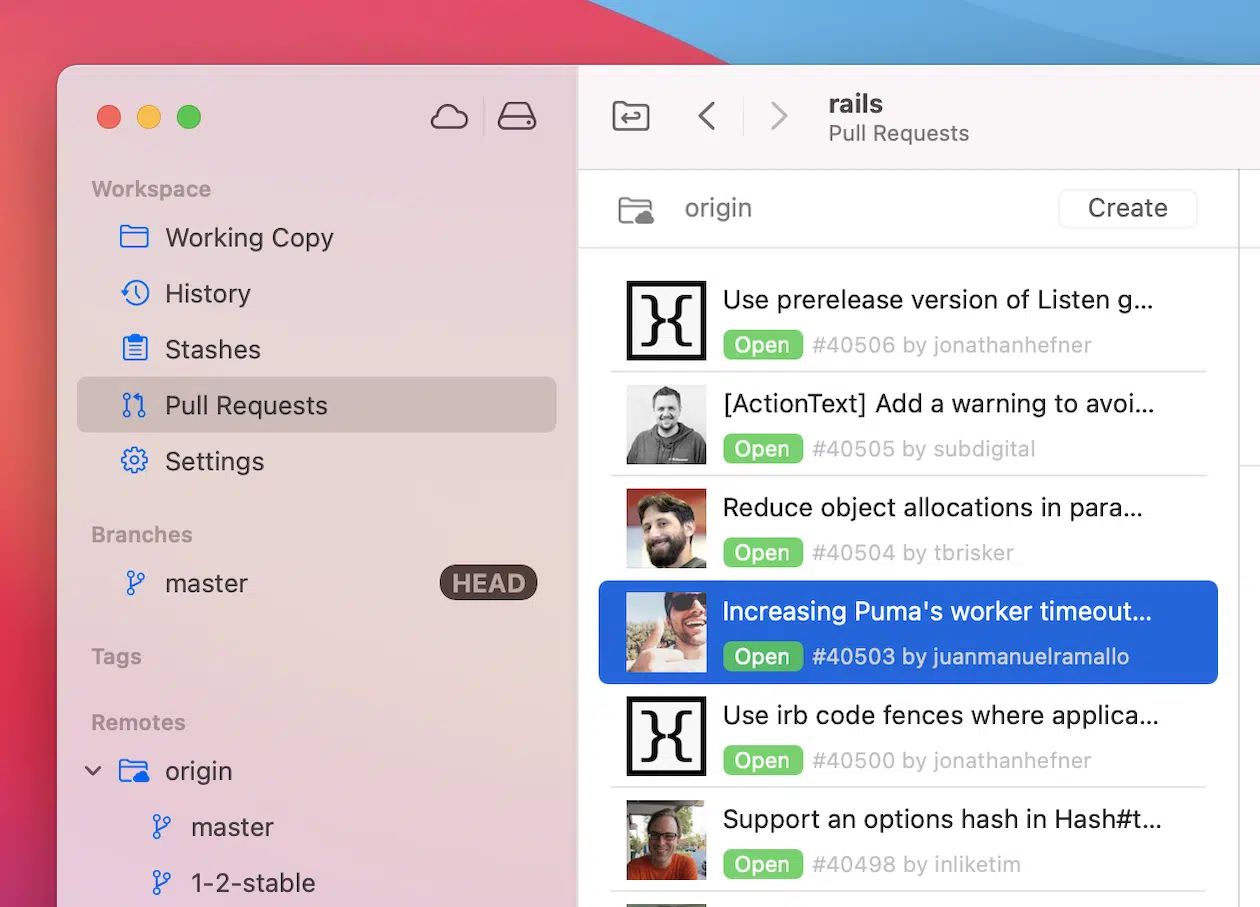 Workspace
Working Copy
History
Stashes
Pull Requests
Settings
Branches
master HEAD
Tags
Remotes
origin
master
1-2-stable
rails
Pull Requests
origin Create
Use prerelease version of Listen g...
Open #40506 by jonathanhefner
[ActionText] Add a warning to avoi...
Open #40505 by subdigital
Reduce object allocations in para...
Open #40504 by tbrisker
Increasing Puma's worker timeout...
Open #40503 by juanmanuelramallo
Use irb code fences where applica...
Open #40500 by jonathanhefner
Support an options hash in Hash#t...
Open #40498 by inliketim